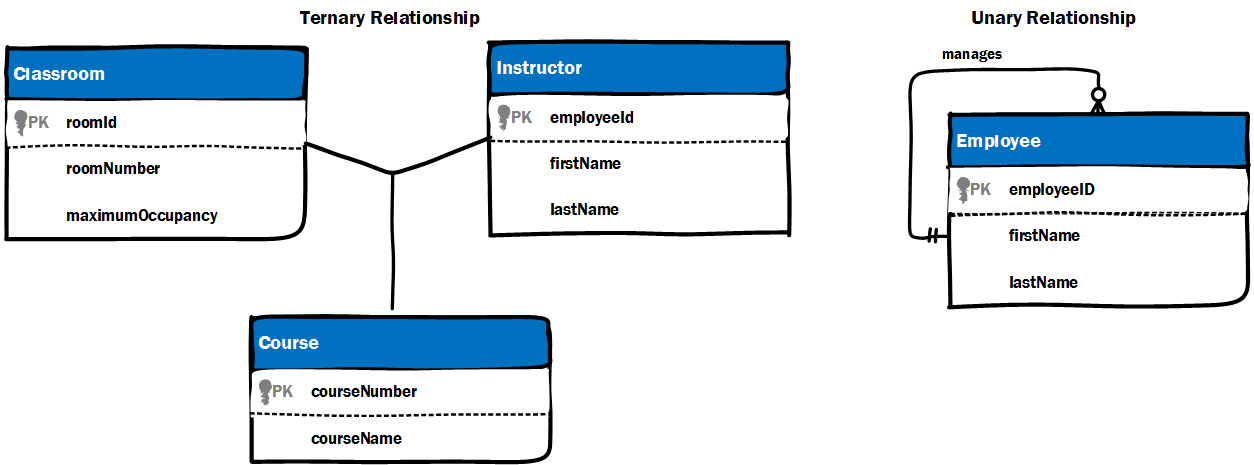 Ternary Relationship
Classroom
PK roomId
roomNumber
maximumOccupancy
Instructor
PK employeeId
firstName
lastName
Course
PK courseNumber
courseName
Unary Relationship
manages
Employee
PK employeeID
firstName
lastName